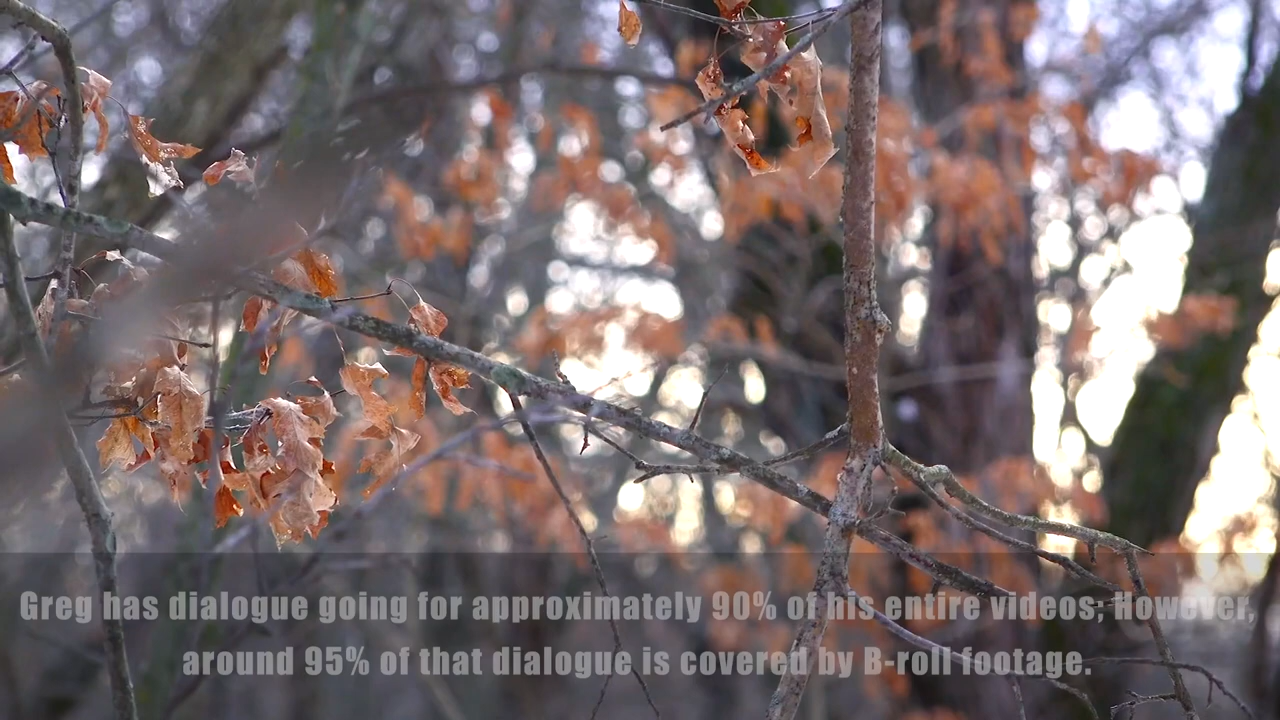 Greg has dialogue going for approximately 90% of his entire videos; However,
around 95% of that dialogue is covered by B-roll footage.